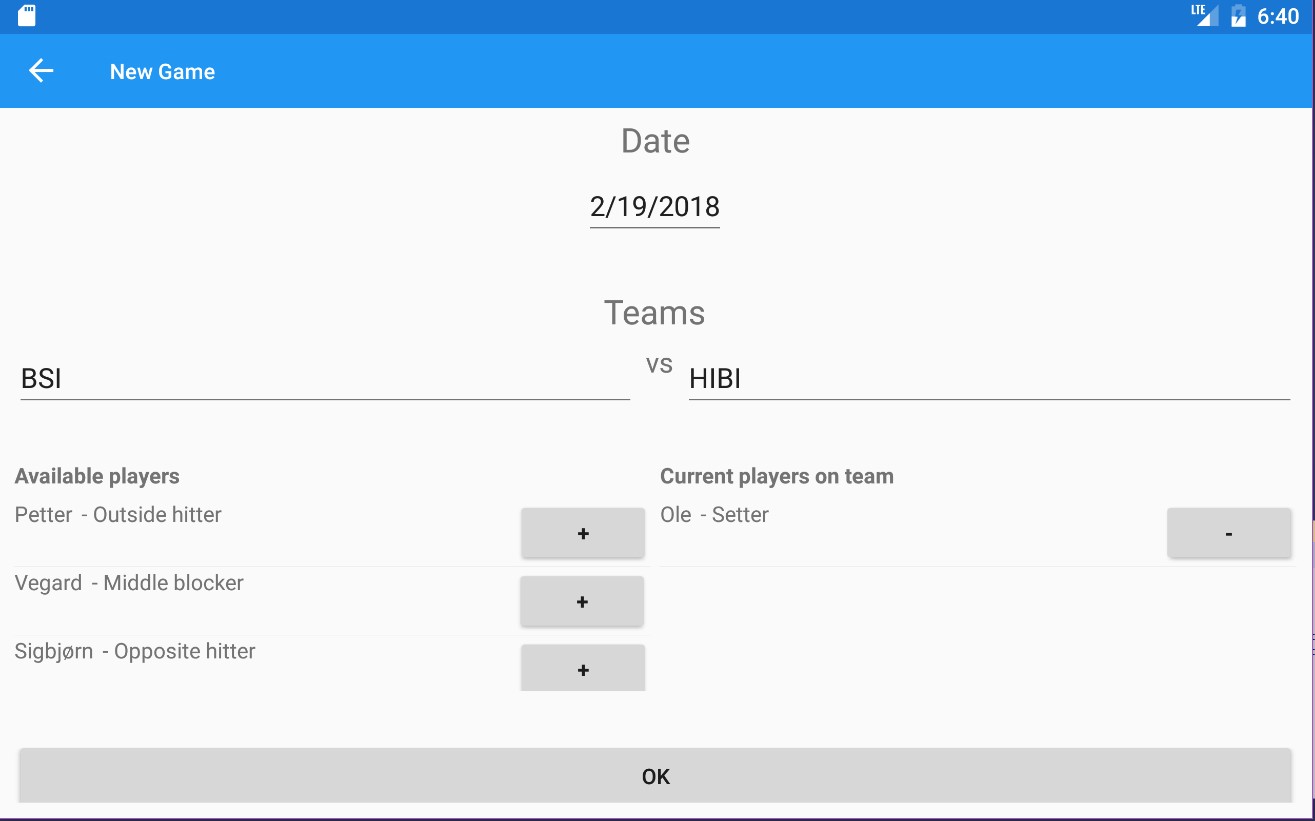 LTE 6:40
New Game
Date
2/19/2018
Teams
BSI vs HIBI
Available players
Current players on team
Petter - Outside hitter +
Ole - Setter -
Vegard - Middle blocker +
Sigbjørn - Opposite hitter +
OK